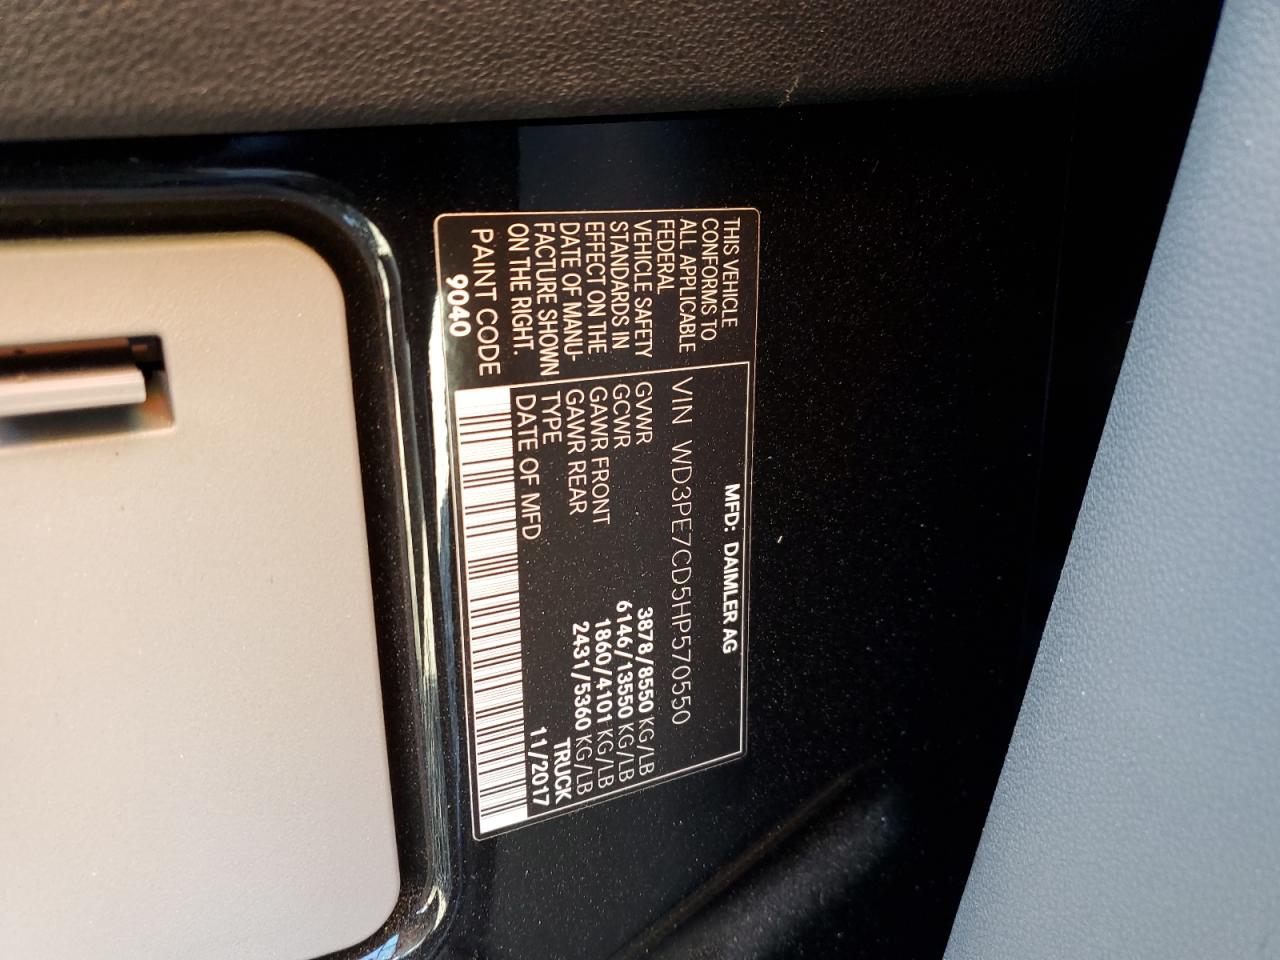 THIS VEHICLE
CONFORMS TO
ALL APPLICABLE
FEDERAL
VEHICLE SAFETY
STANDARDS IN
EFFECT ON THE
DATE OF MANU-
FACTURE SHOWN
ON THE RIGHT.
PAINT CODE
9040
MFD: DAIMLER AG
VIN WD3PE7CD5HP570550
GVWR 3878/8550 KG/LB
GCWR 6146/13550 KG/LB
GAWR FRONT 1860/4101 KG/LB
GAWR REAR 2431/5360 KG/LB
TYPE TRUCK
DATE OF MFD 11/2017